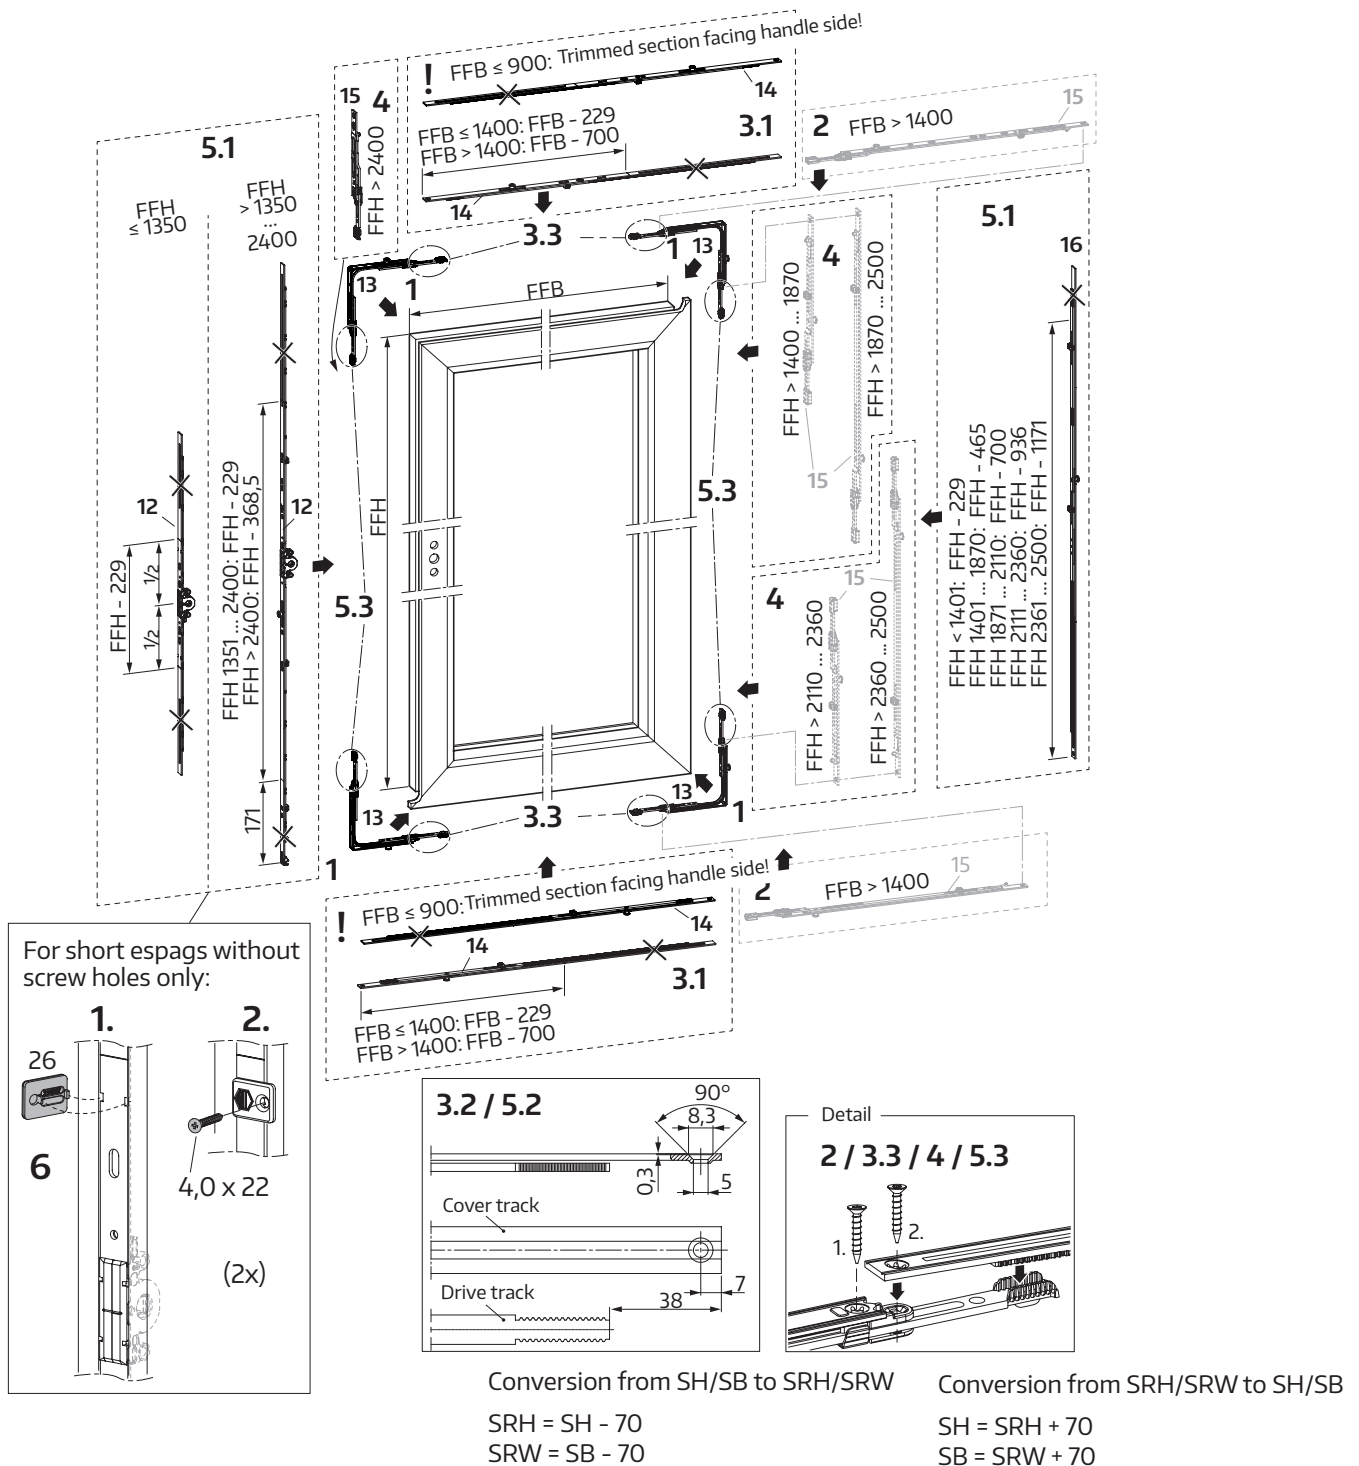 ! FFB ≤ 900: Trimmed section facing handle side!
14
FFB ≤ 1400: FFB - 229
FFB > 1400: FFB - 700
3.1
14
15
4
FFH > 2400
2
FFB > 1400
15
5.1
FFH
≤ 1350
FFH
> 1350
...
2400
12
FFH - 229
1/2
1/2
FFH 1351 ... 2400: FFH - 229
FFH > 2400: FFH - 368,5
12
171
3.3
13
1
1
13
FFB
FFH
5.3
5.3
4
FFH > 1400 ... 1870
FFH > 1870 ... 2500
15
4
15
FFH > 2110 ... 2360
FFH > 2360 ... 2500
5.1
16
FFH < 1401: FFH - 229
FFH 1401 ... 1870: FFH - 465
FFH 1871 ... 2110: FFH - 700
FFH 2111 ... 2360: FFH - 936
FFH 2361 ... 2500: FFH - 1171
13
1
3.3
13
1
! FFB ≤ 900: Trimmed section facing handle side!
14
14
3.1
FFB ≤ 1400: FFB - 229
FFB > 1400: FFB - 700
2
FFB > 1400
15
For short espags without
screw holes only:
1.
2.
26
6
4,0 x 22
(2x)
3.2 / 5.2
90°
8,3
0,3
5
Cover track
7
Drive track
38
Detail
2 / 3.3 / 4 / 5.3
1.
2.
Conversion from SH/SB to SRH/SRW
SRH = SH - 70
SRW = SB - 70
Conversion from SRH/SRW to SH/SB
SH = SRH + 70
SB = SRW + 70